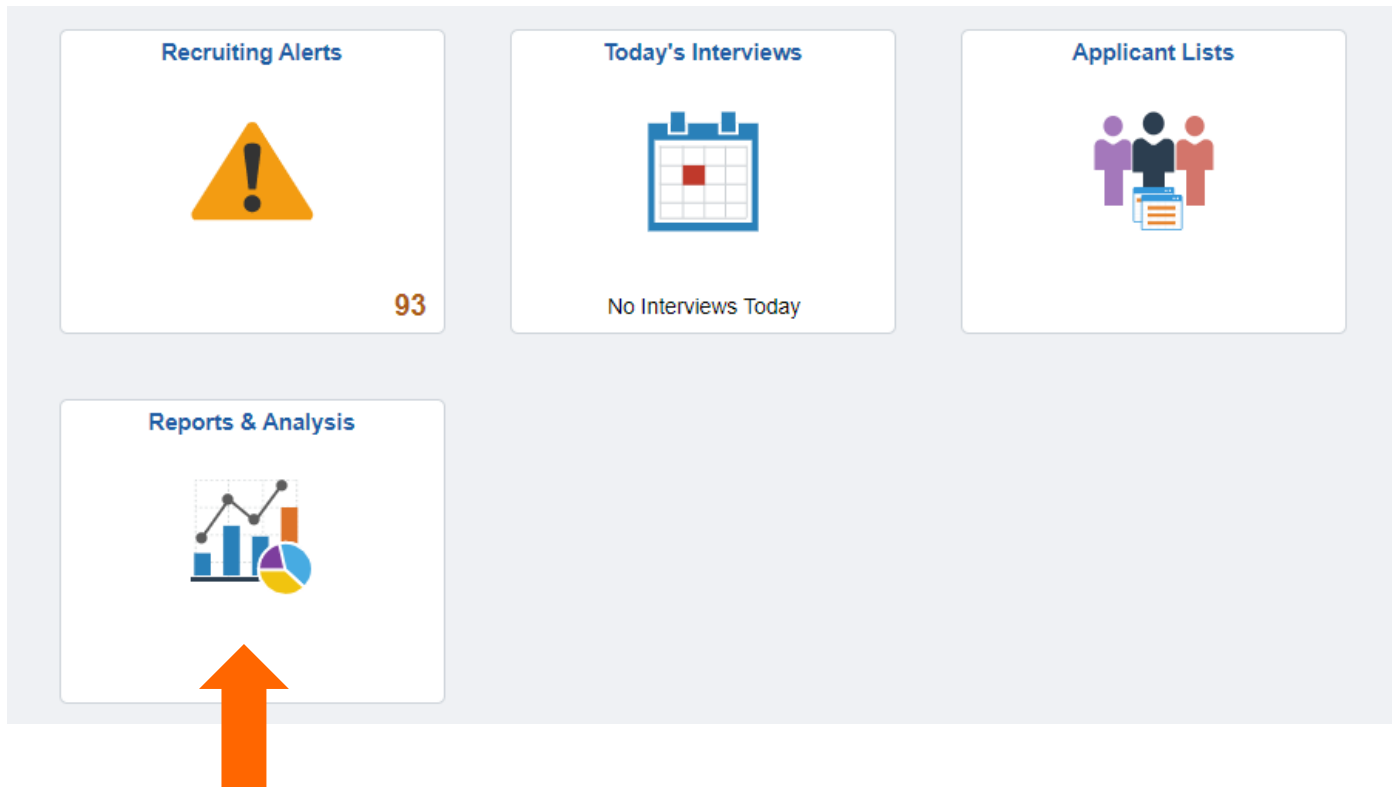 Recruiting Alerts
Today's Interviews
Applicant Lists
93
No Interviews Today
Reports & Analysis